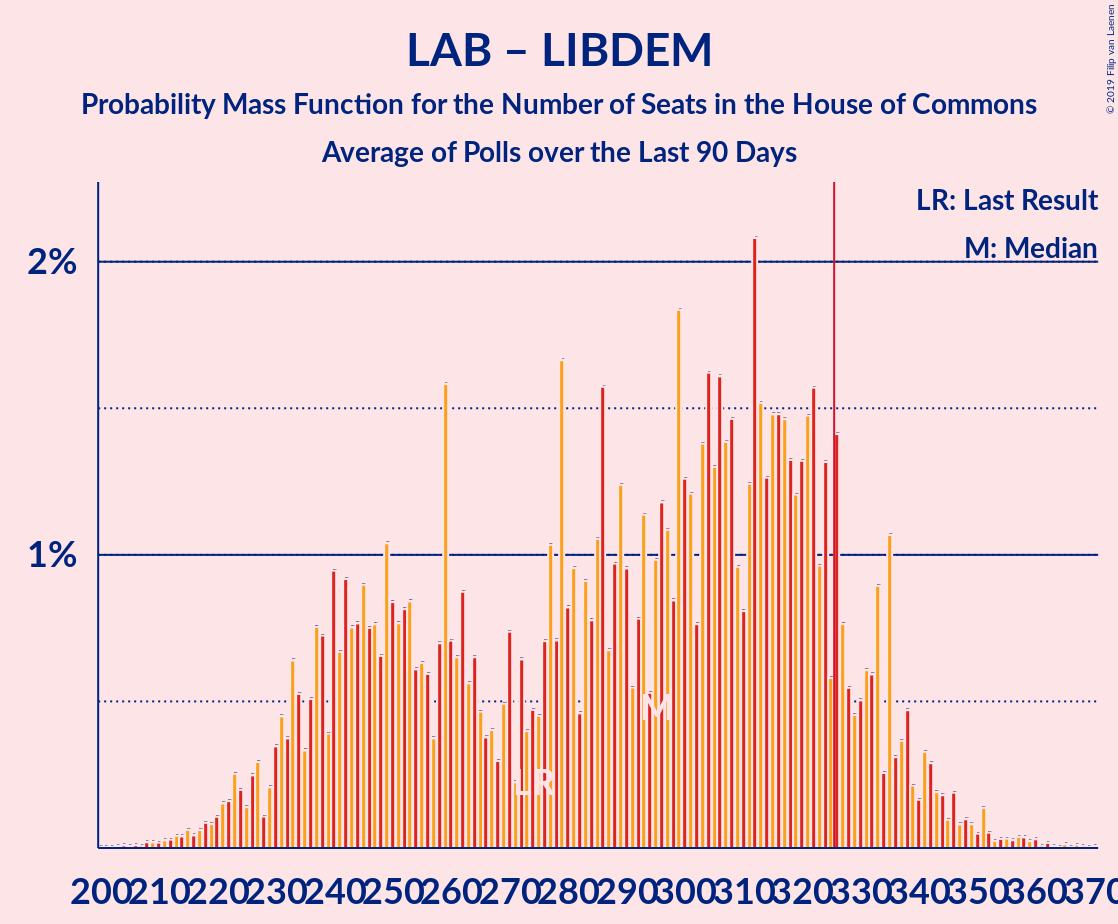 LAB – LIBDEM
Probability Mass Function for the Number of Seats in the House of Commons
Average of Polls over the Last 90 Days
© 2019 Filip van Laenen
LR: Last Result
M: Median
2%
1%
M
LR
200 210 220 230 240 250 260 270 280 290 300 310 320 330 340 350 360 370